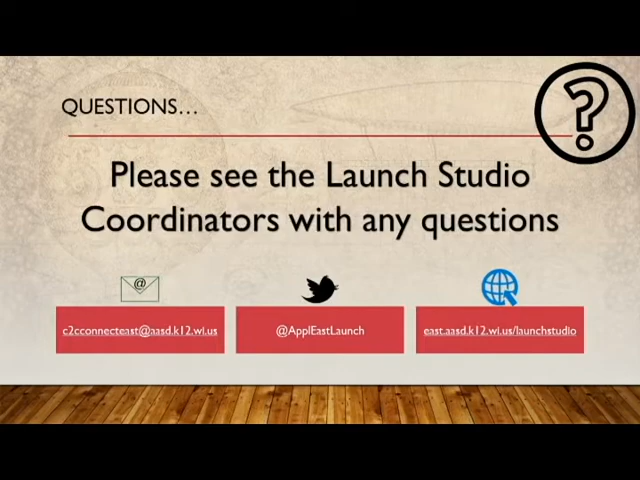 QUESTIONS...
Please see the Launch Studio
Coordinators with any questions
c2cconnecteast@aasd.k12.wi.us
@ApplEastLaunch
east.aasd.k12.wi.us/launchstudio